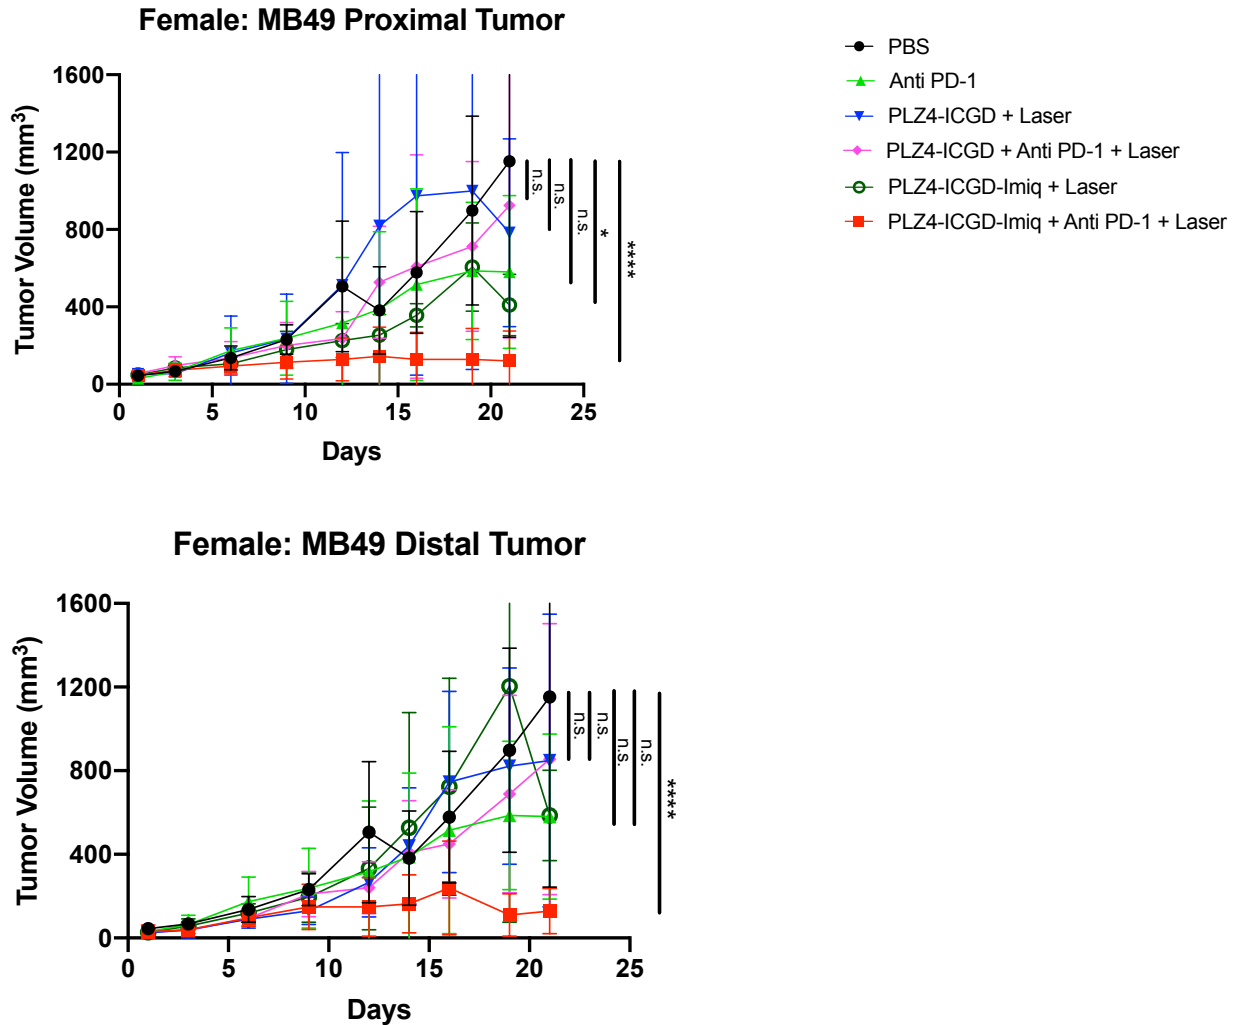 Female: MB49 Proximal Tumor
PBS
Anti PD-1
PLZ4-ICGD + Laser
PLZ4-ICGD + Anti PD-1 + Laser
PLZ4-ICGD-Imiq + Laser
PLZ4-ICGD-Imiq + Anti PD-1 + Laser
Tumor Volume (mm³)
1600
1200
800
400
0
0 5 10 15 20 25
Days
n.s.
n.s.
n.s.
*
****
Female: MB49 Distal Tumor
Tumor Volume (mm³)
1600
1200
800
400
0
0 5 10 15 20 25
Days
n.s.
n.s.
n.s.
n.s
****